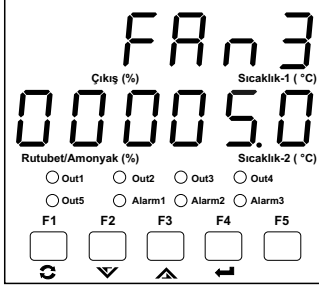 FAn3
Çıkış (%) Sıcaklık-1 ( °C)
00005.0
Rutubet/Amonyak (%) Sıcaklık-2 ( °C)
Out1 Out2 Out3 Out4
Out5 Alarm1 Alarm2 Alarm3
F1 F2 F3 F4 F5